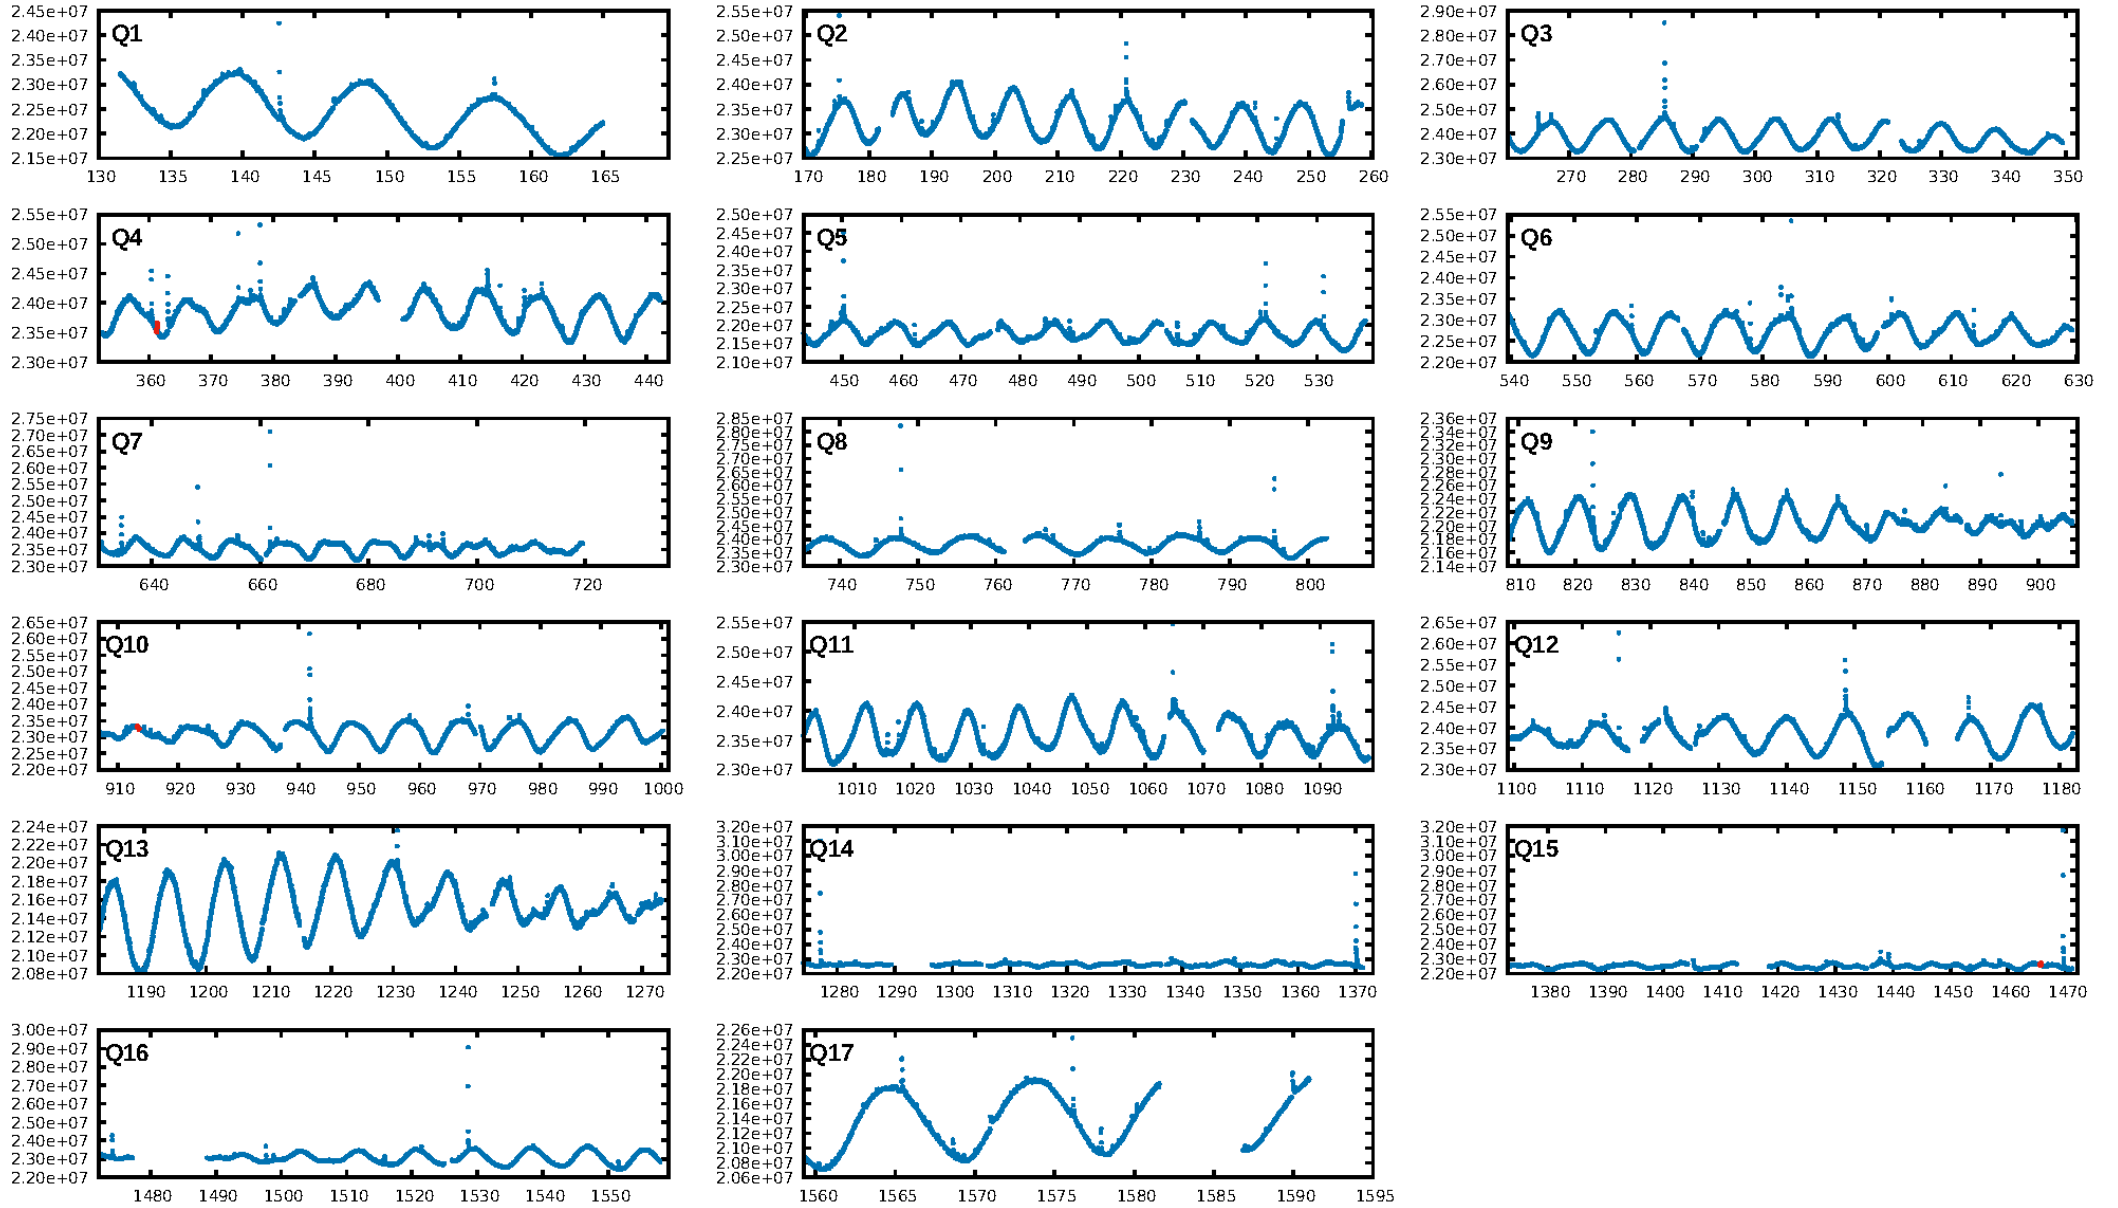 2.45e+07
Q1
2.40e+07
2.35e+07
2.30e+07
2.25e+07
2.20e+07
2.15e+07
130 135 140 145 150 155 160 165
2.55e+07
Q2
2.50e+07
2.45e+07
2.40e+07
2.35e+07
2.30e+07
2.25e+07
170 180 190 200 210 220 230 240 250 260
2.90e+07
Q3
2.80e+07
2.70e+07
2.60e+07
2.50e+07
2.40e+07
2.30e+07
270 280 290 300 310 320 330 340 350
2.55e+07
Q4
2.50e+07
2.45e+07
2.40e+07
2.35e+07
2.30e+07
360 370 380 390 400 410 420 430 440
2.50e+07
2.45e+07
Q5
2.40e+07
2.35e+07
2.30e+07
2.25e+07
2.20e+07
2.15e+07
2.10e+07
450 460 470 480 490 500 510 520 530
2.55e+07
Q6
2.50e+07
2.45e+07
2.40e+07
2.35e+07
2.30e+07
2.25e+07
2.20e+07
540 550 560 570 580 590 600 610 620 630
2.75e+07
2.70e+07
Q7
2.65e+07
2.60e+07
2.55e+07
2.50e+07
2.45e+07
2.40e+07
2.35e+07
2.30e+07
640 660 680 700 720
2.85e+07
2.80e+07
Q8
2.75e+07
2.70e+07
2.65e+07
2.60e+07
2.55e+07
2.50e+07
2.45e+07
2.40e+07
2.35e+07
2.30e+07
740 750 760 770 780 790 800
2.36e+07
2.34e+07
Q9
2.32e+07
2.30e+07
2.28e+07
2.26e+07
2.24e+07
2.22e+07
2.20e+07
2.18e+07
2.16e+07
2.14e+07
810 820 830 840 850 860 870 880 890 900
2.65e+07
2.60e+07
Q10
2.55e+07
2.50e+07
2.45e+07
2.40e+07
2.35e+07
2.30e+07
2.25e+07
2.20e+07
910 920 930 940 950 960 970 980 990 1000
2.55e+07
Q11
2.50e+07
2.45e+07
2.40e+07
2.35e+07
2.30e+07
1010 1020 1030 1040 1050 1060 1070 1080 1090
2.65e+07
Q12
2.60e+07
2.55e+07
2.50e+07
2.45e+07
2.40e+07
2.35e+07
2.30e+07
1100 1110 1120 1130 1140 1150 1160 1170 1180
2.24e+07
Q13
2.22e+07
2.20e+07
2.18e+07
2.16e+07
2.14e+07
2.12e+07
2.10e+07
2.08e+07
1190 1200 1210 1220 1230 1240 1250 1260 1270
3.20e+07
3.10e+07
Q14
3.00e+07
2.90e+07
2.80e+07
2.70e+07
2.60e+07
2.50e+07
2.40e+07
2.30e+07
2.20e+07
1280 1290 1300 1310 1320 1330 1340 1350 1360 1370
3.20e+07
3.10e+07
Q15
3.00e+07
2.90e+07
2.80e+07
2.70e+07
2.60e+07
2.50e+07
2.40e+07
2.30e+07
2.20e+07
1380 1390 1400 1410 1420 1430 1440 1450 1460 1470
3.00e+07
Q16
2.90e+07
2.80e+07
2.70e+07
2.60e+07
2.50e+07
2.40e+07
2.30e+07
2.20e+07
1480 1490 1500 1510 1520 1530 1540 1550
2.26e+07
2.24e+07
Q17
2.22e+07
2.20e+07
2.18e+07
2.16e+07
2.14e+07
2.12e+07
2.10e+07
2.08e+07
2.06e+07
1560 1565 1570 1575 1580 1585 1590 1595